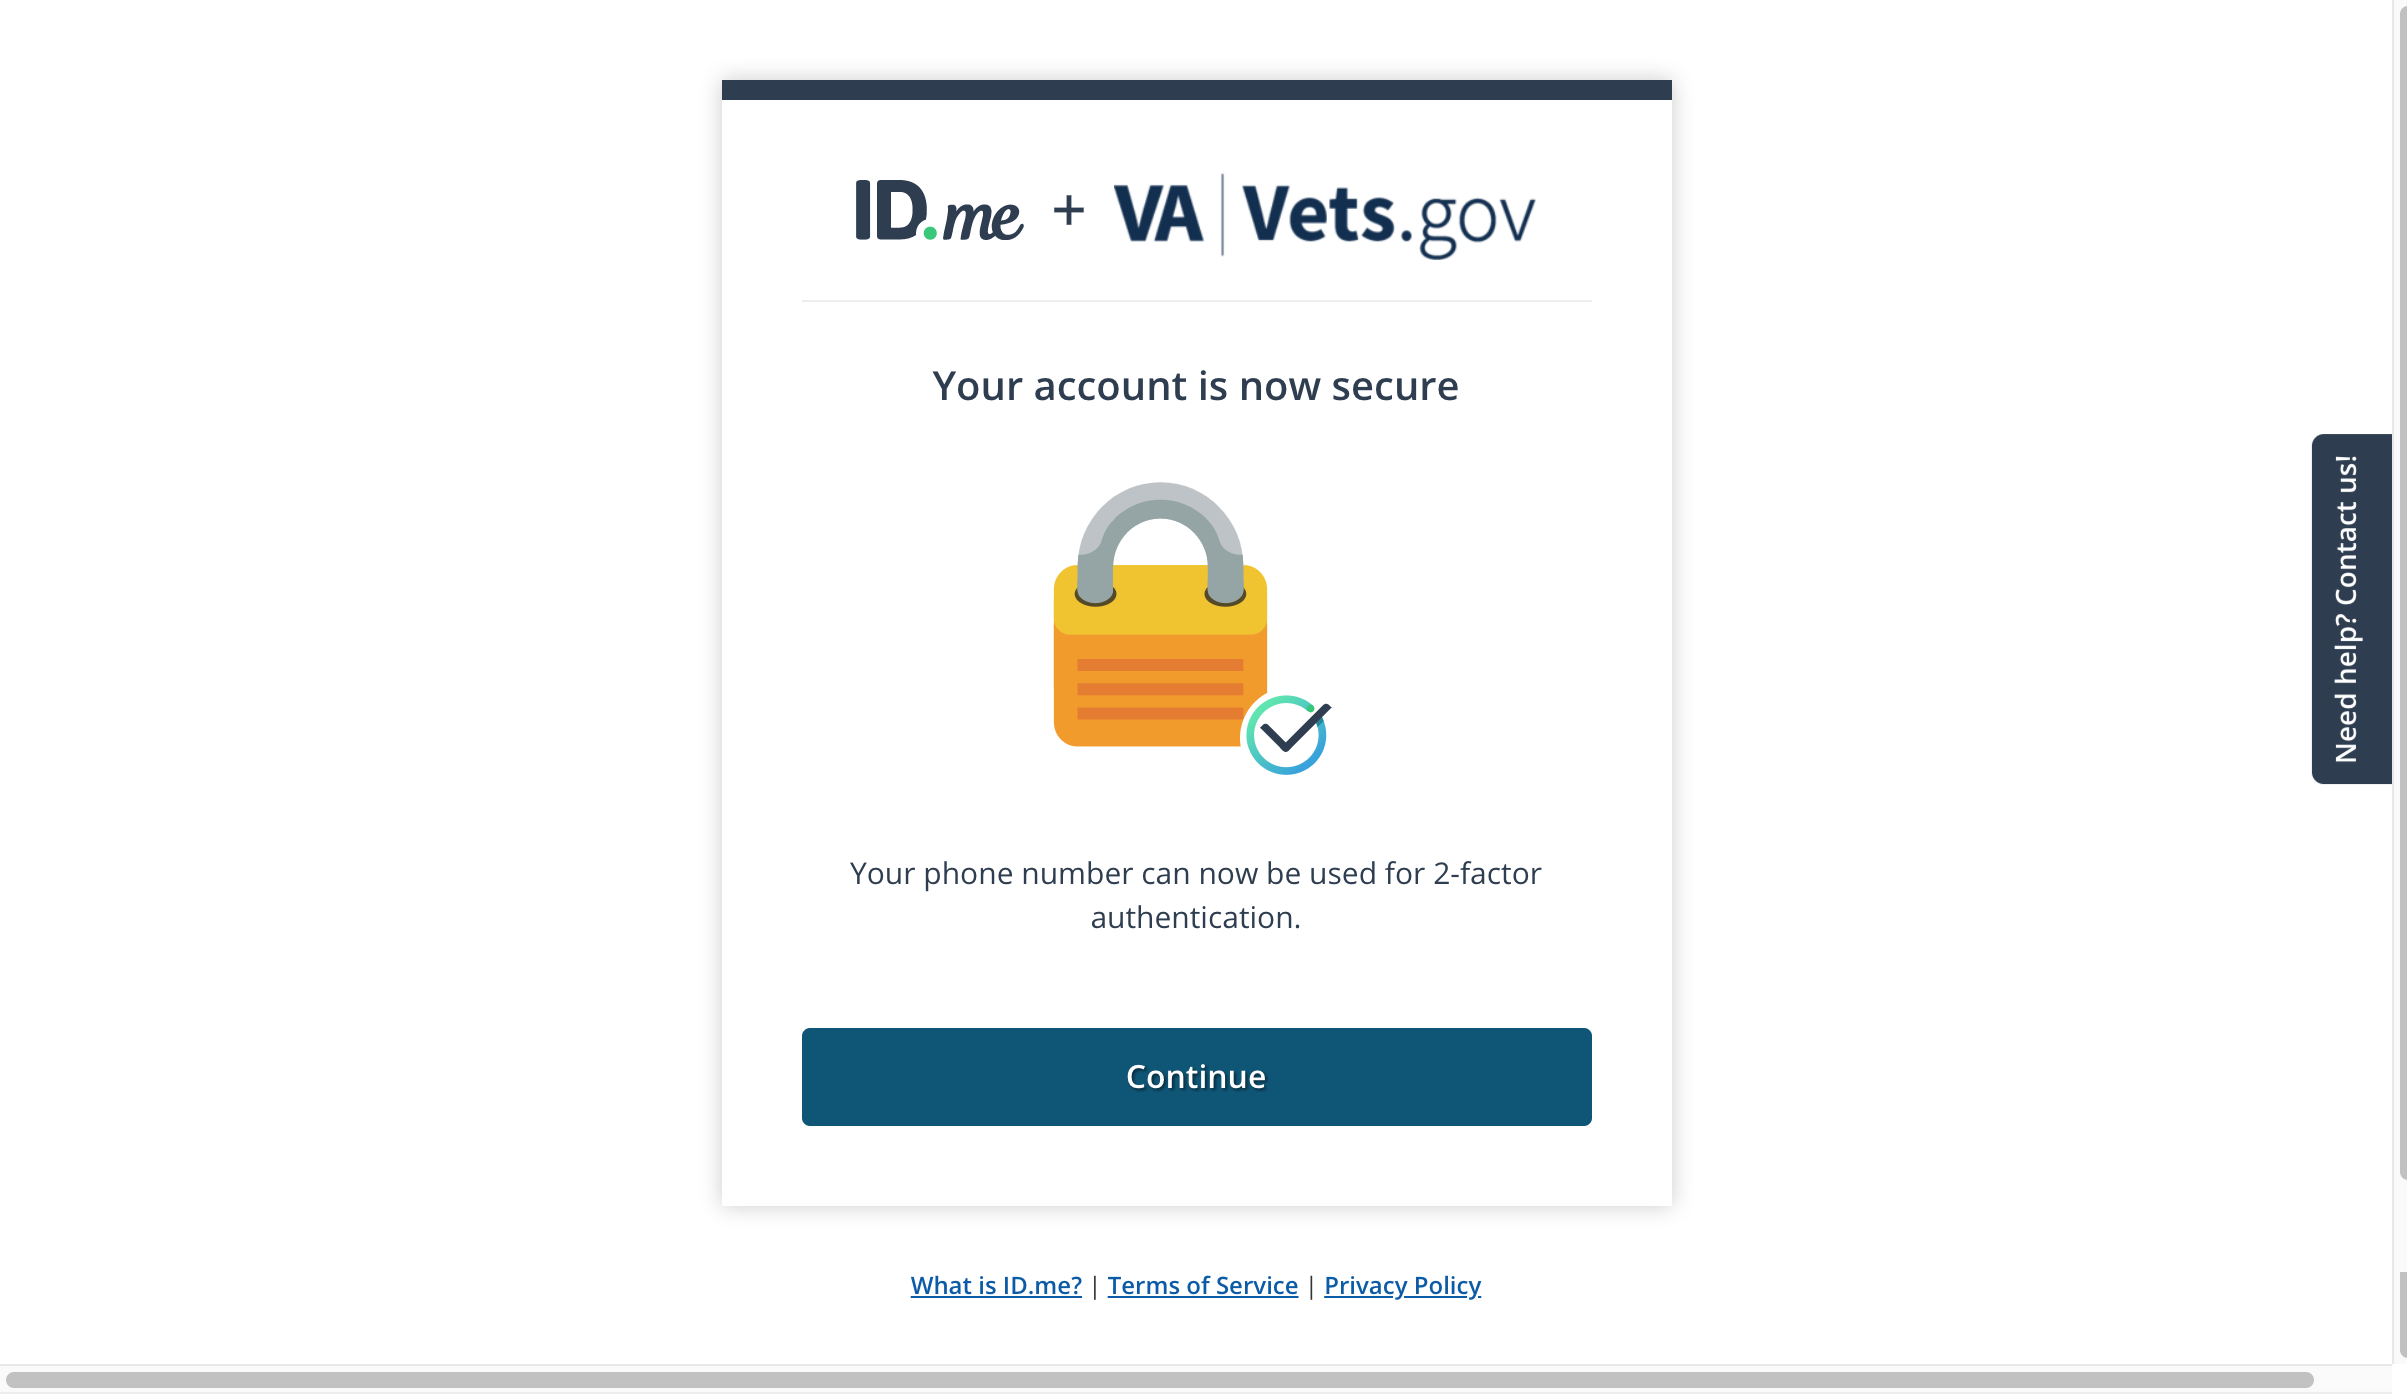 ID.me + VA | Vets.gov
Your account is now secure
Your phone number can now be used for 2-factor
authentication.
Continue
What is ID.me? | Terms of Service | Privacy Policy
Need help? Contact us!